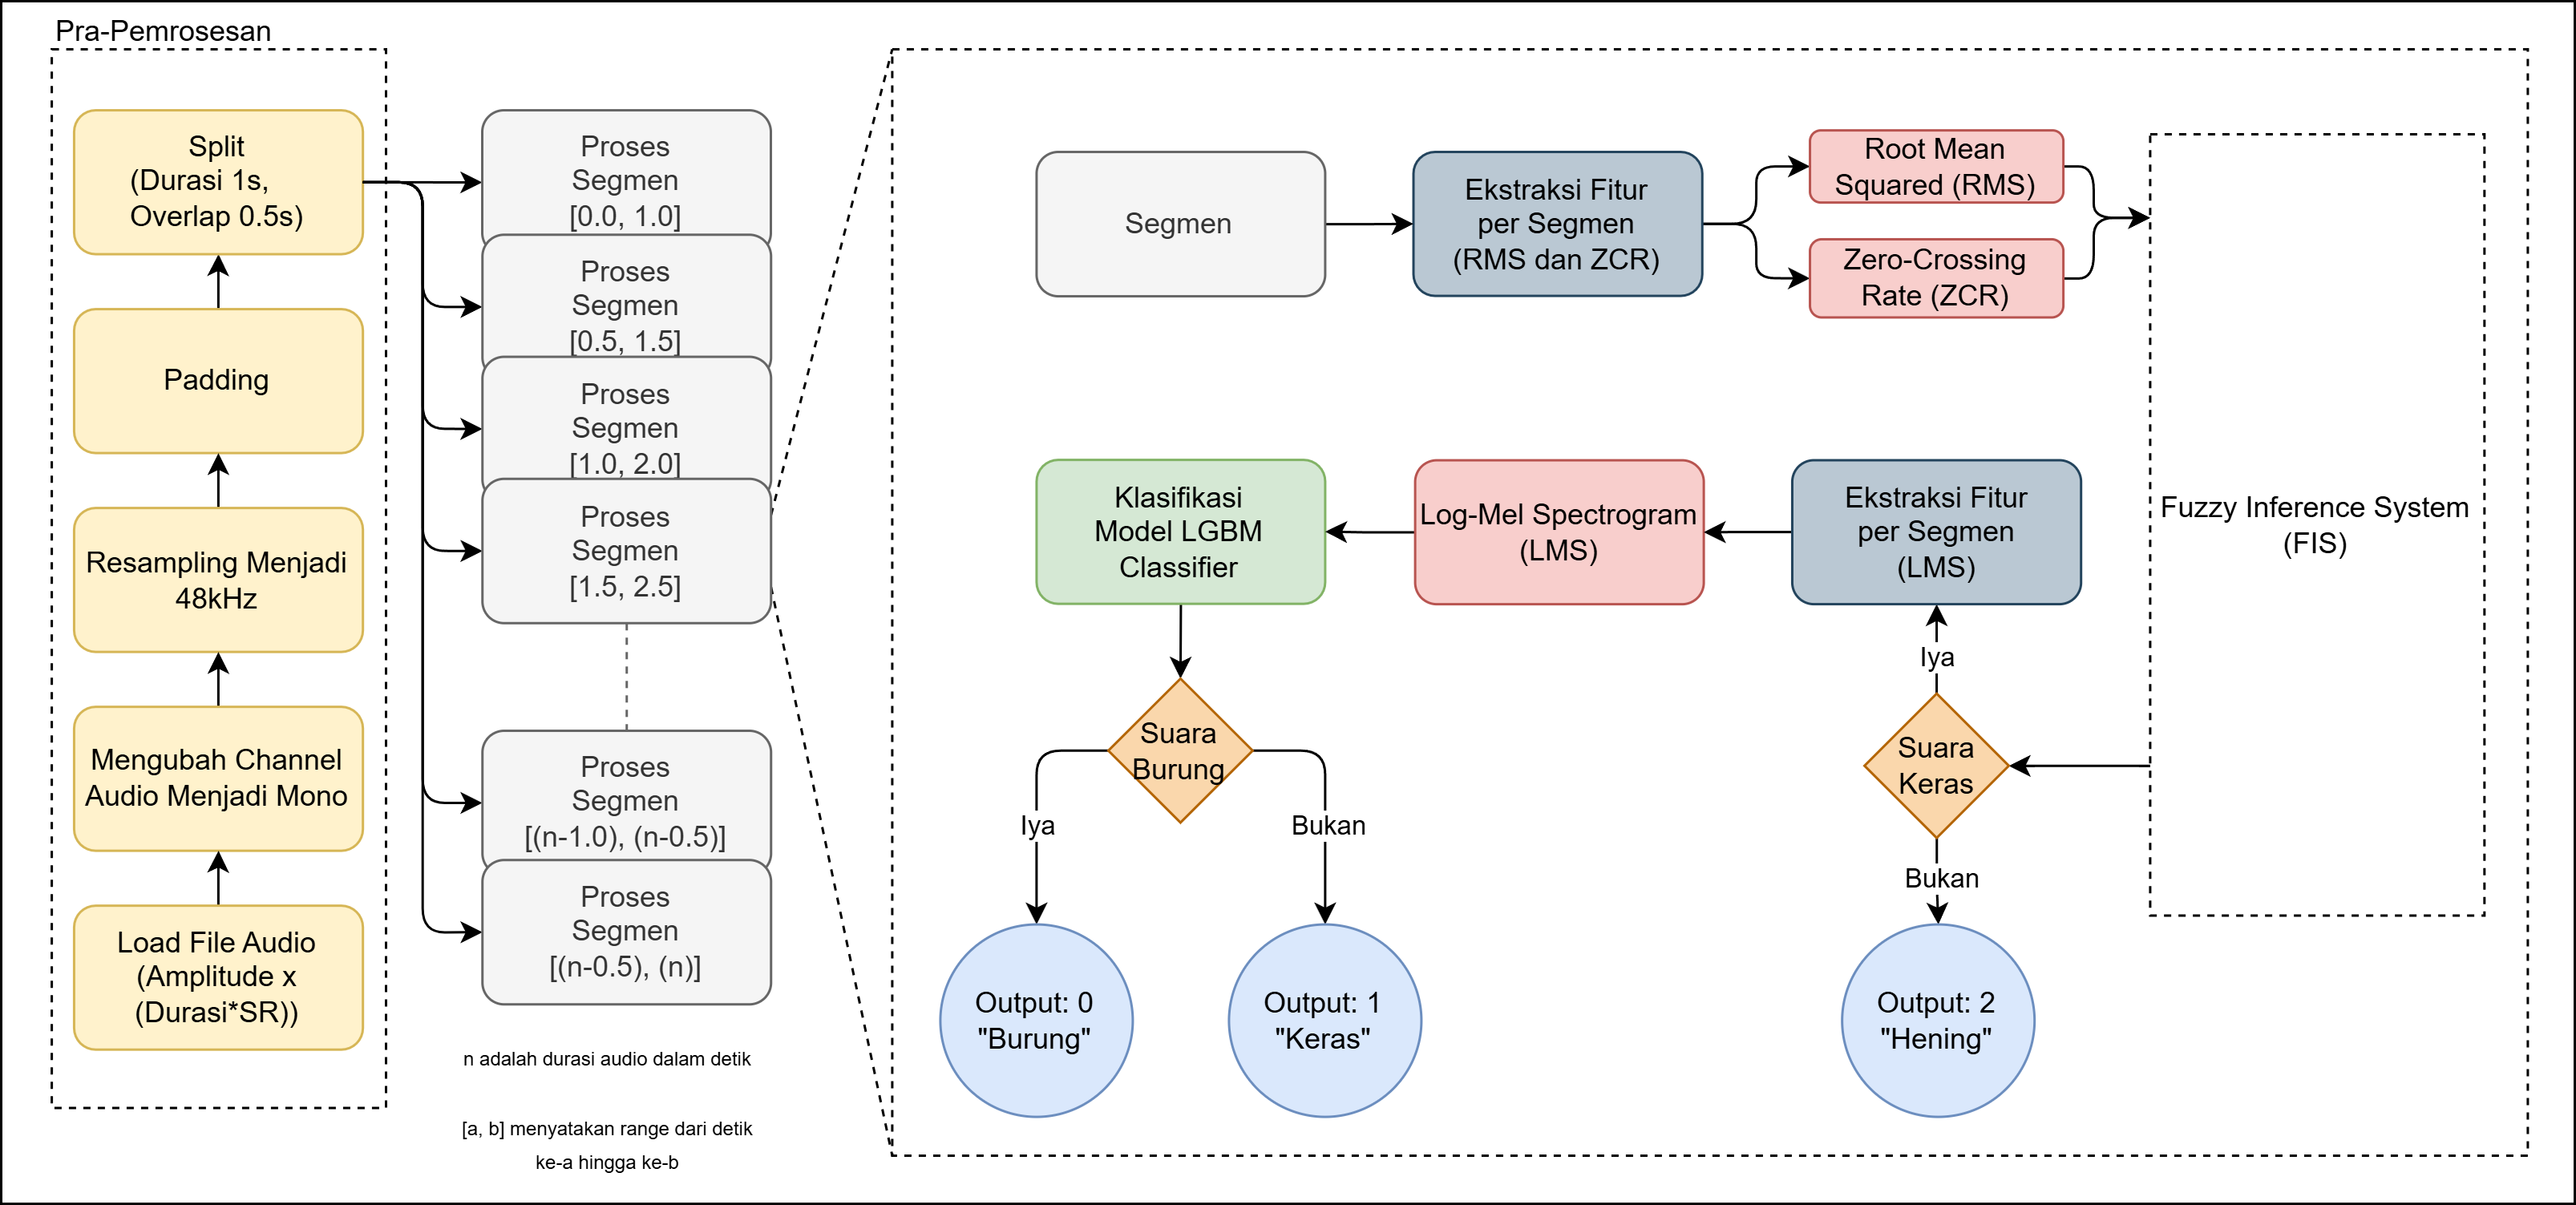 Pra-Pemrosesan
Split
(Durasi 1s,
Overlap 0.5s)
Padding
Resampling Menjadi
48kHz
Mengubah Channel
Audio Menjadi Mono
Load File Audio
(Amplitude x
(Durasi*SR))
Proses
Segmen
[0.0, 1.0]
Proses
Segmen
[0.5, 1.5]
Proses
Segmen
[1.0, 2.0]
Proses
Segmen
[1.5, 2.5]
Proses
Segmen
[(n-1.0), (n-0.5)]
Proses
Segmen
[(n-0.5), (n)]
n adalah durasi audio dalam detik
[a, b] menyatakan range dari detik
ke-a hingga ke-b
Segmen
Ekstraksi Fitur
per Segmen
(RMS dan ZCR)
Root Mean
Squared (RMS)
Zero-Crossing
Rate (ZCR)
Fuzzy Inference System
(FIS)
Suara
Keras
Iya
Bukan
Ekstraksi Fitur
per Segmen
(LMS)
Log-Mel Spectrogram
(LMS)
Klasifikasi
Model LGBM
Classifier
Suara
Burung
Iya
Bukan
Output: 0
"Burung"
Output: 1
"Keras"
Output: 2
"Hening"